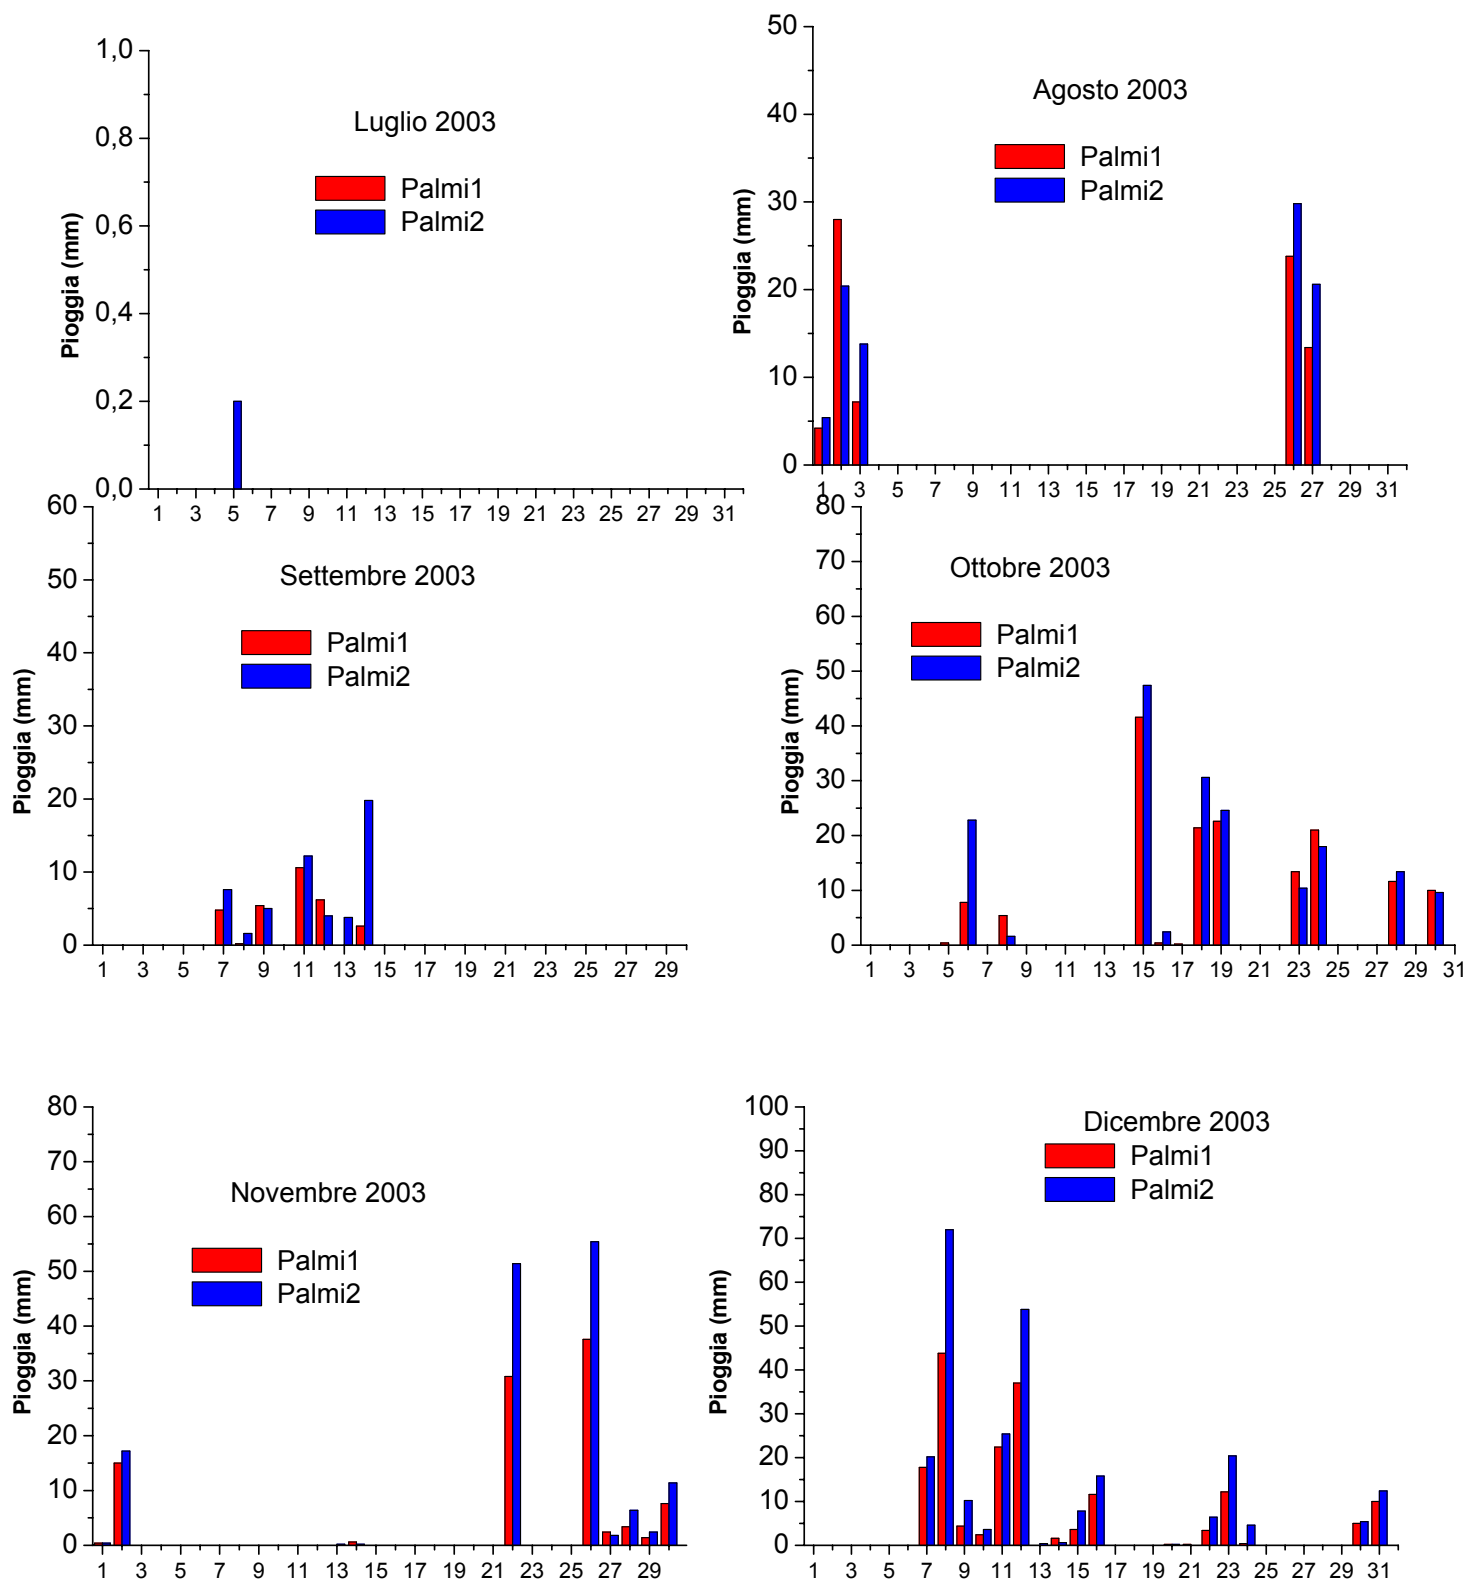 Luglio 2003
Palmi1
Palmi2
Pioggia (mm)
1,0
0,8
0,6
0,4
0,2
0,0
1 3 5 7 9 11 13 15 17 19 21 23 25 27 29 31
Agosto 2003
Palmi1
Palmi2
Pioggia (mm)
50
40
30
20
10
0
1 3 5 7 9 11 13 15 17 19 21 23 25 27 29 31
Settembre 2003
Palmi1
Palmi2
Pioggia (mm)
60
50
40
30
20
10
0
1 3 5 7 9 11 13 15 17 19 21 23 25 27 29
Ottobre 2003
Palmi1
Palmi2
Pioggia (mm)
80
70
60
50
40
30
20
10
0
1 3 5 7 9 11 13 15 17 19 21 23 25 27 29 31
Novembre 2003
Palmi1
Palmi2
Pioggia (mm)
80
70
60
50
40
30
20
10
0
1 3 5 7 9 11 13 15 17 19 21 23 25 27 29
Dicembre 2003
Palmi1
Palmi2
Pioggia (mm)
100
90
80
70
60
50
40
30
20
10
0
1 3 5 7 9 11 13 15 17 19 21 23 25 27 29 31